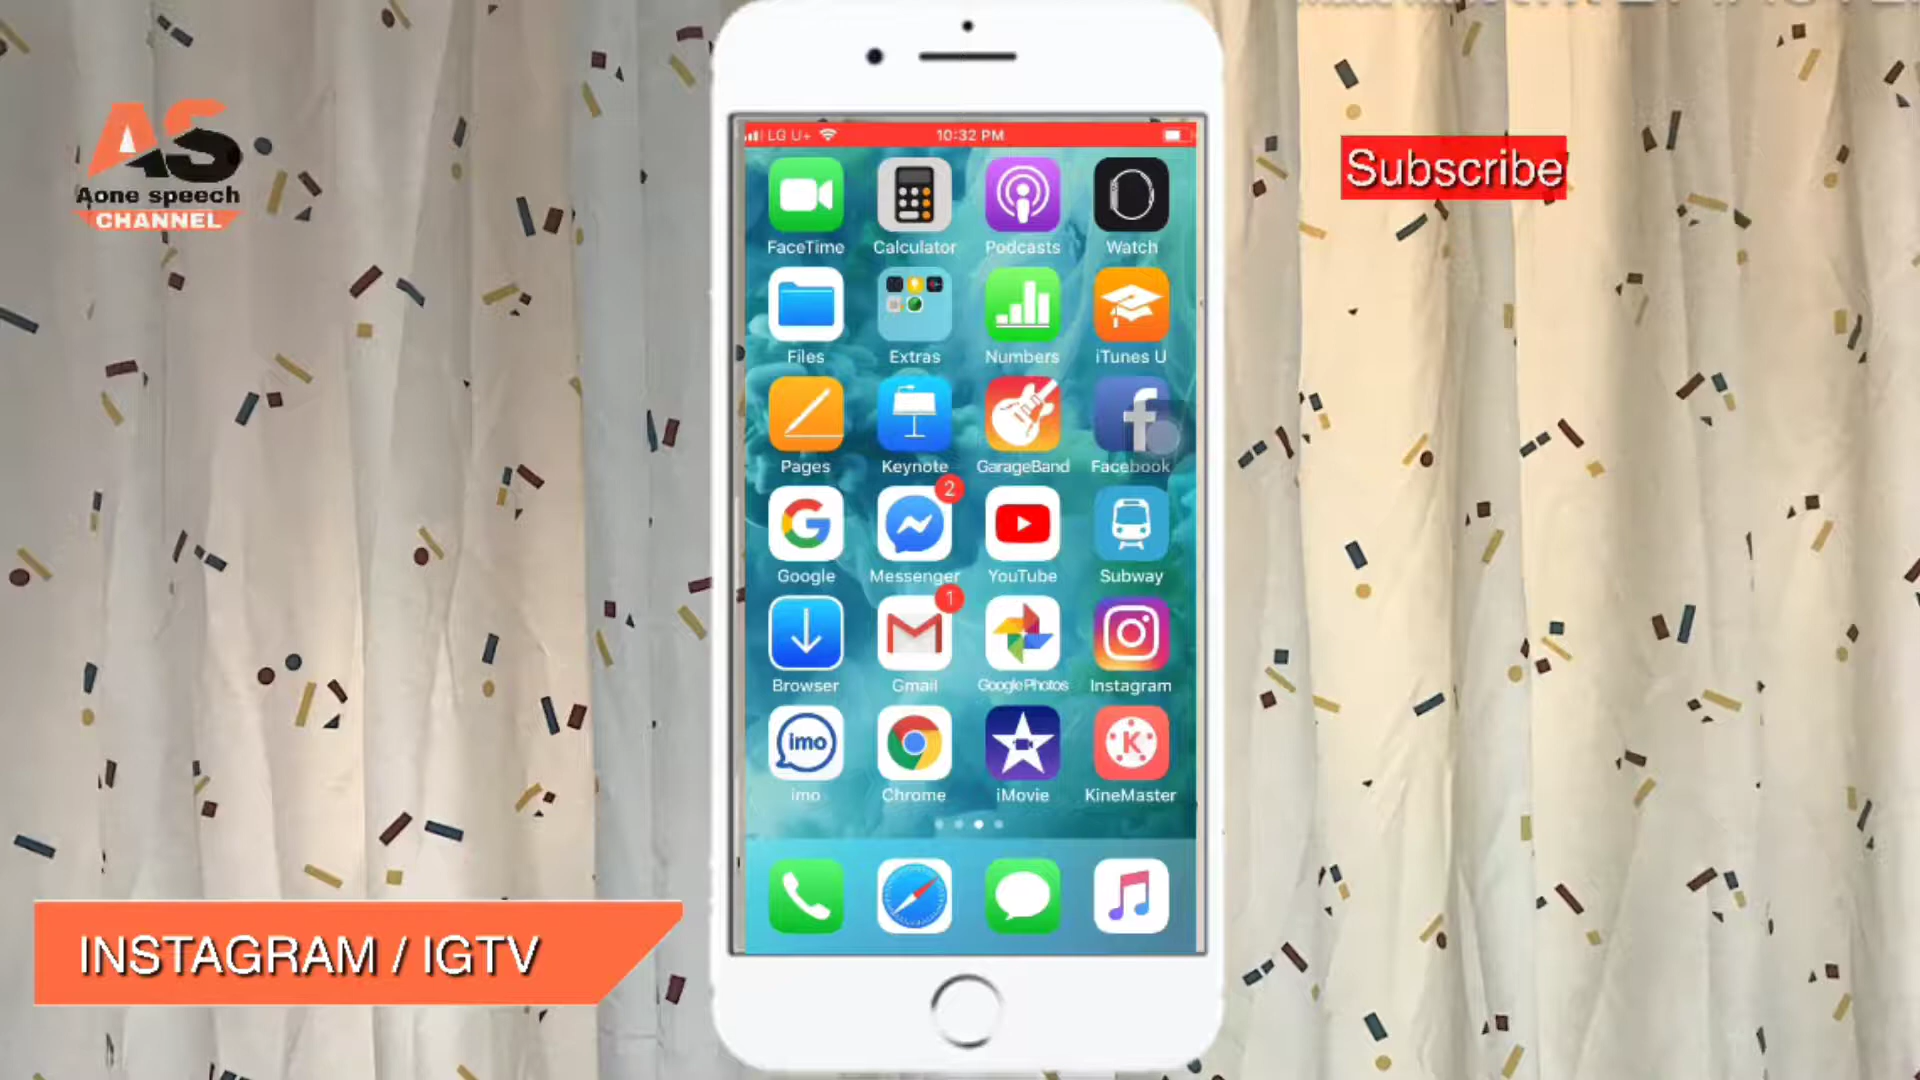 AS
Aone speech
CHANNEL
Subscribe
LG U+
10:32 PM
FaceTime
Calculator
Podcasts
Watch
Files
Extras
Numbers
iTunes U
Pages
Keynote
GarageBand
Facebook
2
Google
Messenger
YouTube
Subway
1
Browser
Gmail
Google Photos
Instagram
imo
K
imo
Chrome
iMovie
KineMaster
INSTAGRAM / IGTV